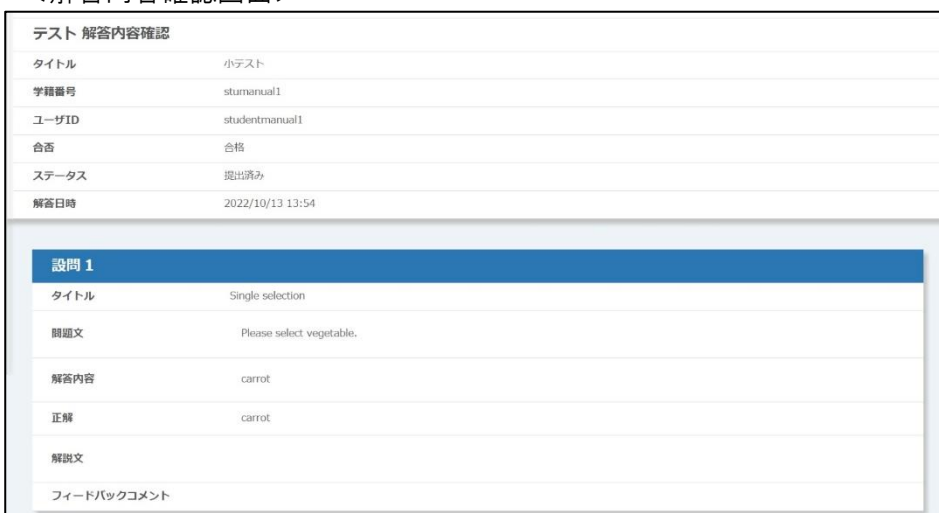 ＜解答内容確認画面＞
テスト 解答内容確認
タイトル 小テスト
学籍番号 stumanual1
ユーザID studentmanual1
合否 合格
ステータス 提出済み
解答日時 2022/10/13 13:54
設問 1
タイトル Single selection
問題文 Please select vegetable.
解答内容 carrot
正解 carrot
解説文
フィードバックコメント